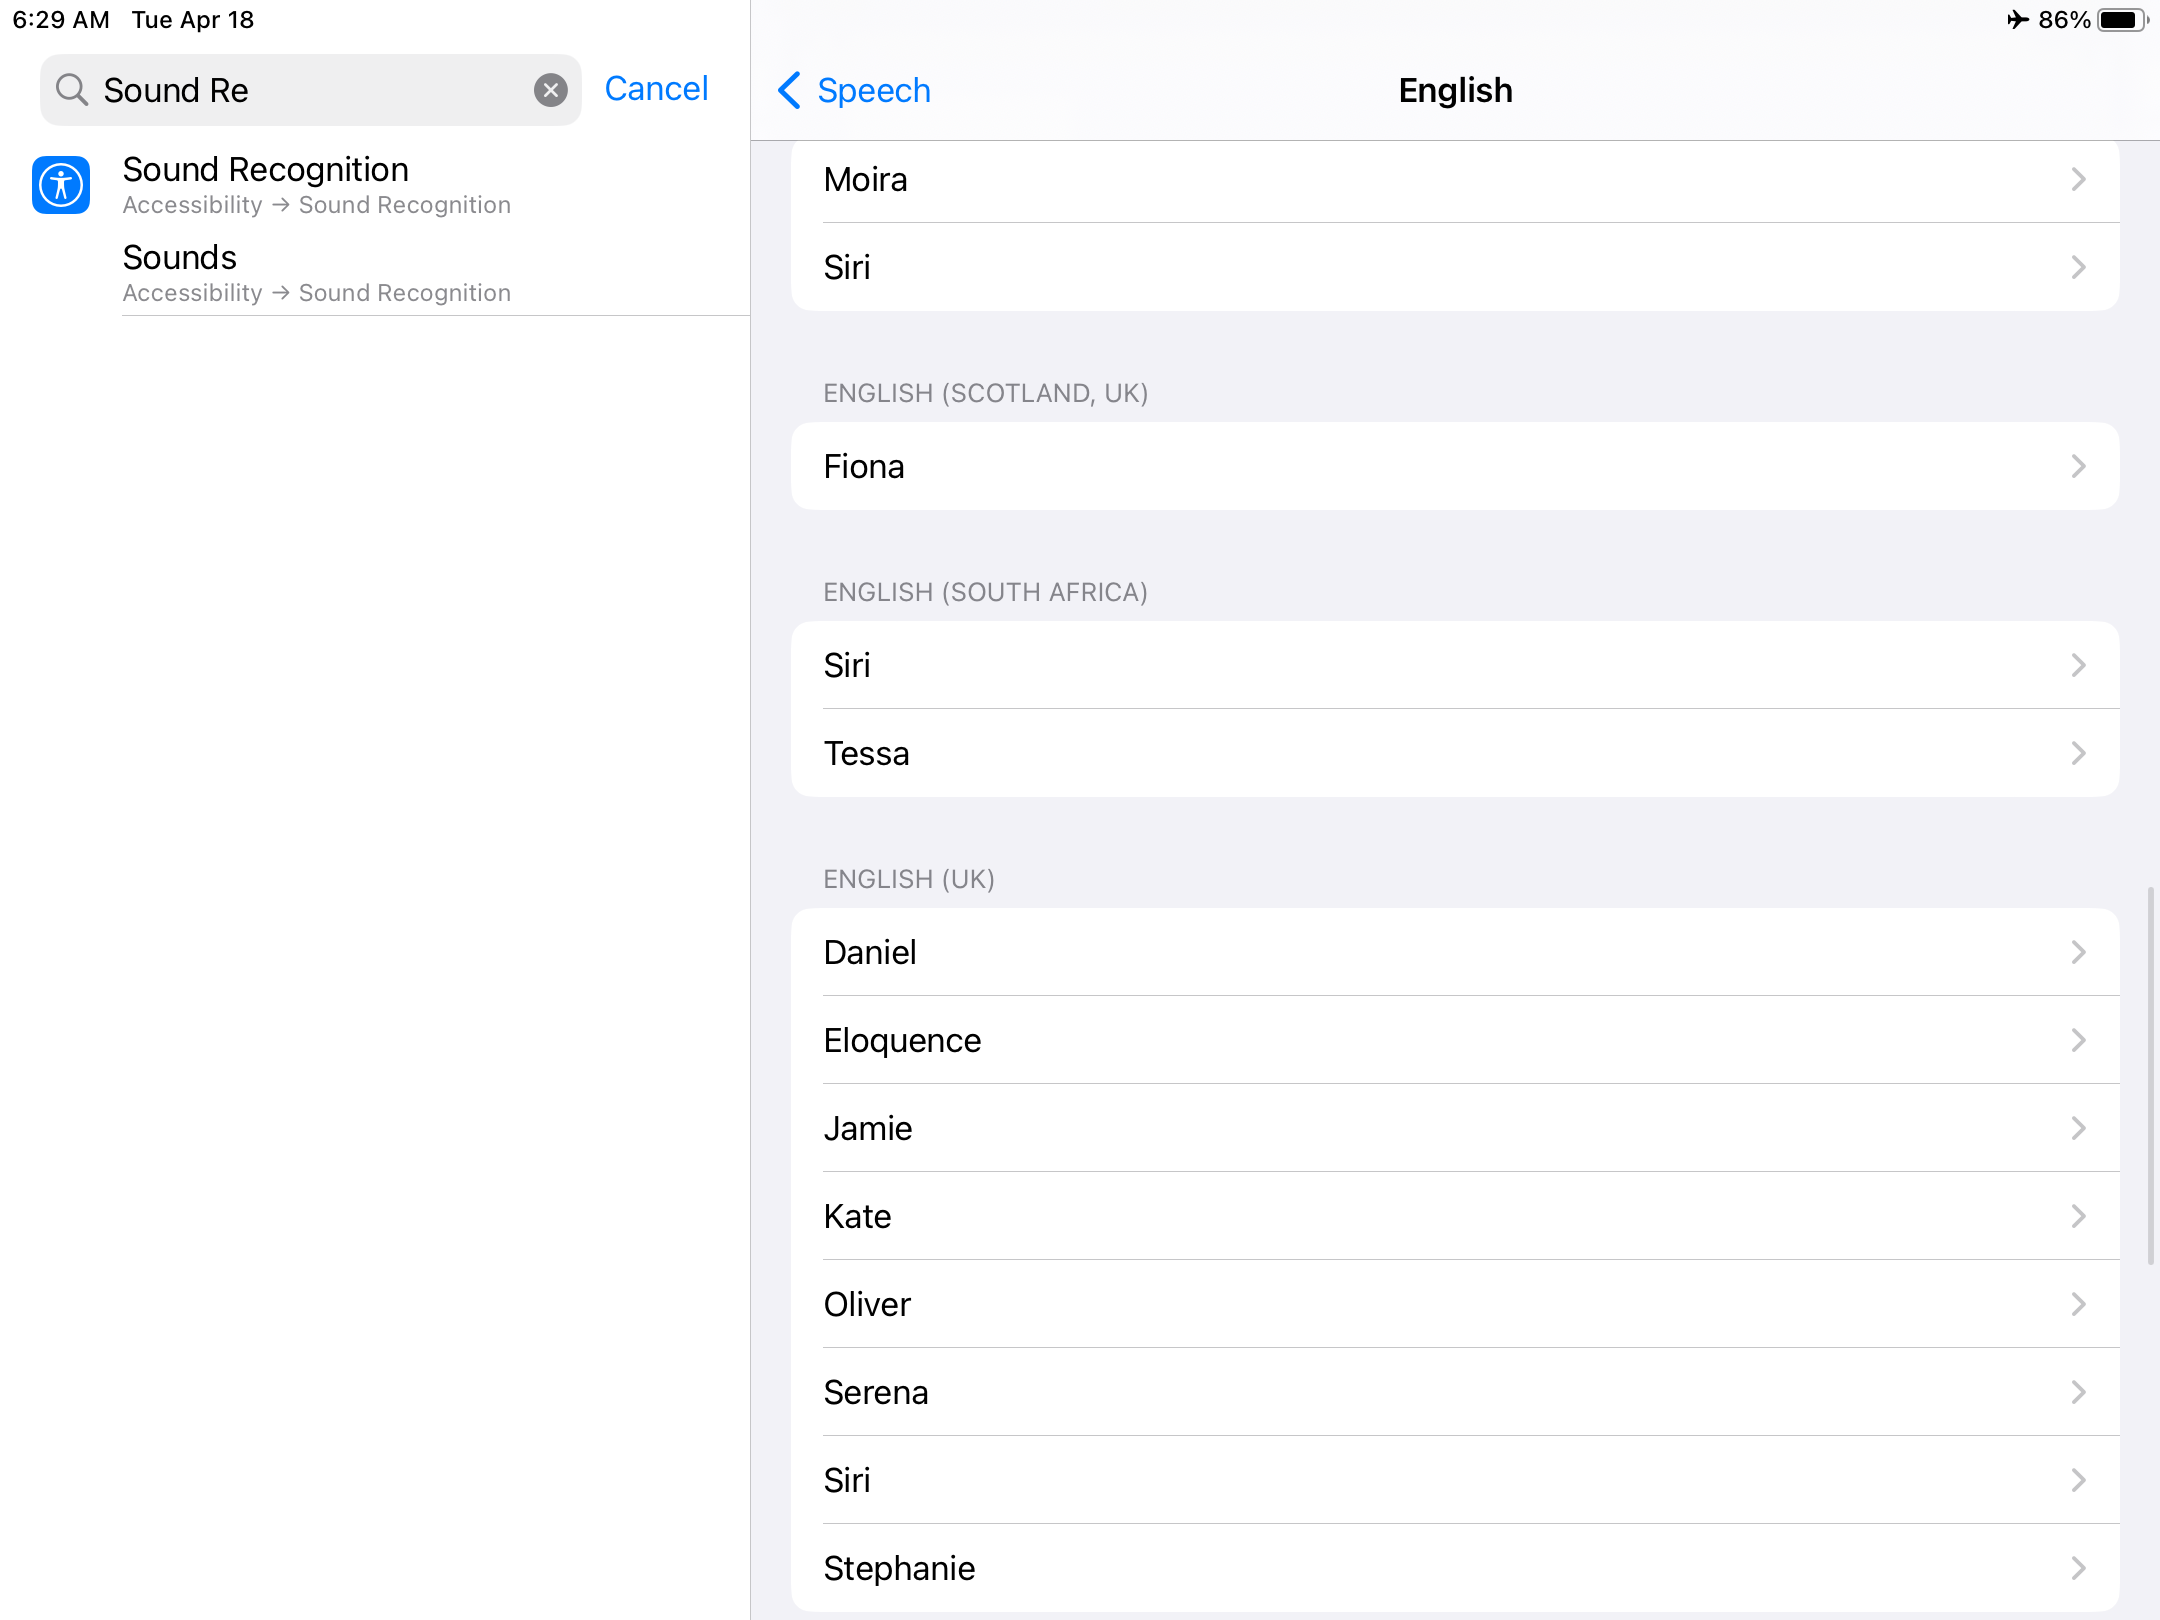 6:29 AM Tue Apr 18
86%
Sound Re
Cancel
Sound Recognition
Accessibility → Sound Recognition
Sounds
Accessibility → Sound Recognition
Speech
English
Moira
Siri
ENGLISH (SCOTLAND, UK)
Fiona
ENGLISH (SOUTH AFRICA)
Siri
Tessa
ENGLISH (UK)
Daniel
Eloquence
Jamie
Kate
Oliver
Serena
Siri
Stephanie